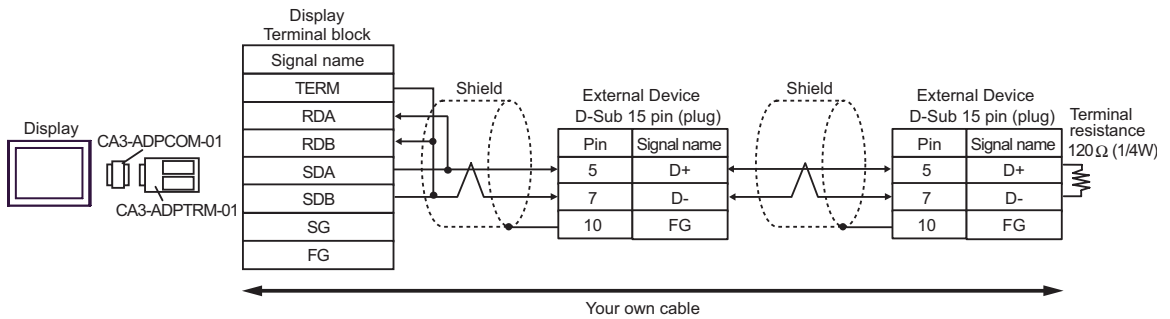 Display
Terminal block
Signal name
TERM
RDA
RDB
SDA
SDB
SG
FG
Display
CA3-ADPCOM-01
CA3-ADPTRM-01
Shield
External Device
D-Sub 15 pin (plug)
Pin Signal name
5 D+
7 D-
10 FG
Shield
External Device
D-Sub 15 pin (plug)
Pin Signal name
5 D+
7 D-
10 FG
Terminal
resistance
120Ω (1/4W)
Your own cable